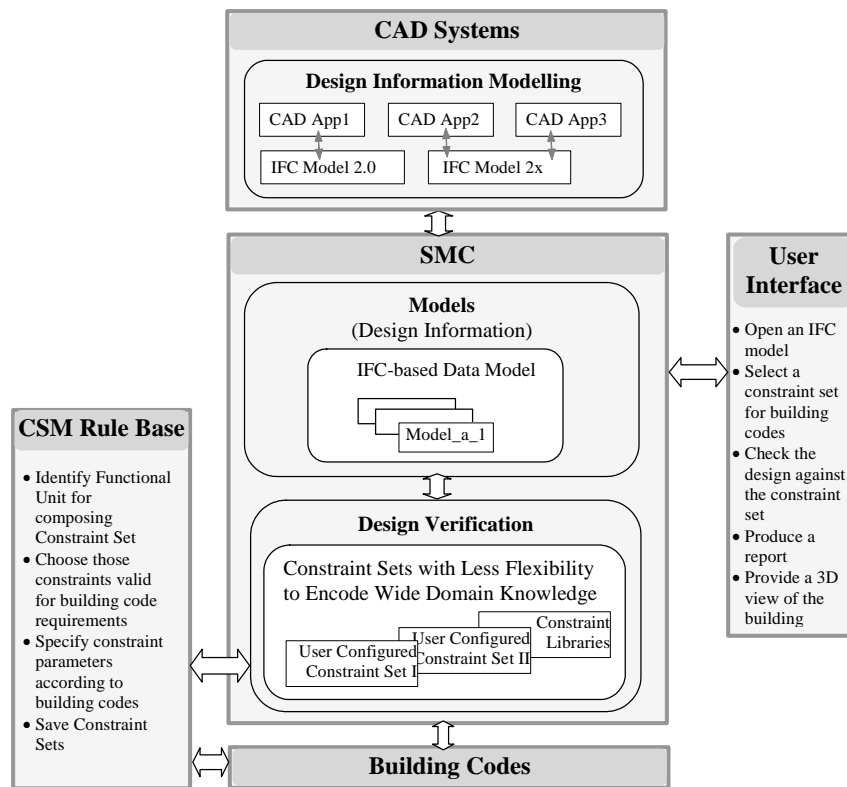 CAD Systems
Design Information Modelling
CAD App1
CAD App2
CAD App3
IFC Model 2.0
IFC Model 2x
SMC
Models
(Design Information)
IFC-based Data Model
Model_a_1
Design Verification
Constraint Sets with Less Flexibility
to Encode Wide Domain Knowledge
Constraint
Libraries
User Configured
Constraint Set II
User Configured
Constraint Set I
User
Interface
• Open an IFC
model
• Select a
constraint set
for building
codes
• Check the
design against
the constraint
set
• Produce a
report
• Provide a 3D
view of the
building
CSM Rule Base
• Identify Functional
Unit for
composing
Constraint Set
• Choose those
constraints valid
for building code
requirements
• Specify constraint
parameters
according to
building codes
• Save Constraint
Sets
Building Codes